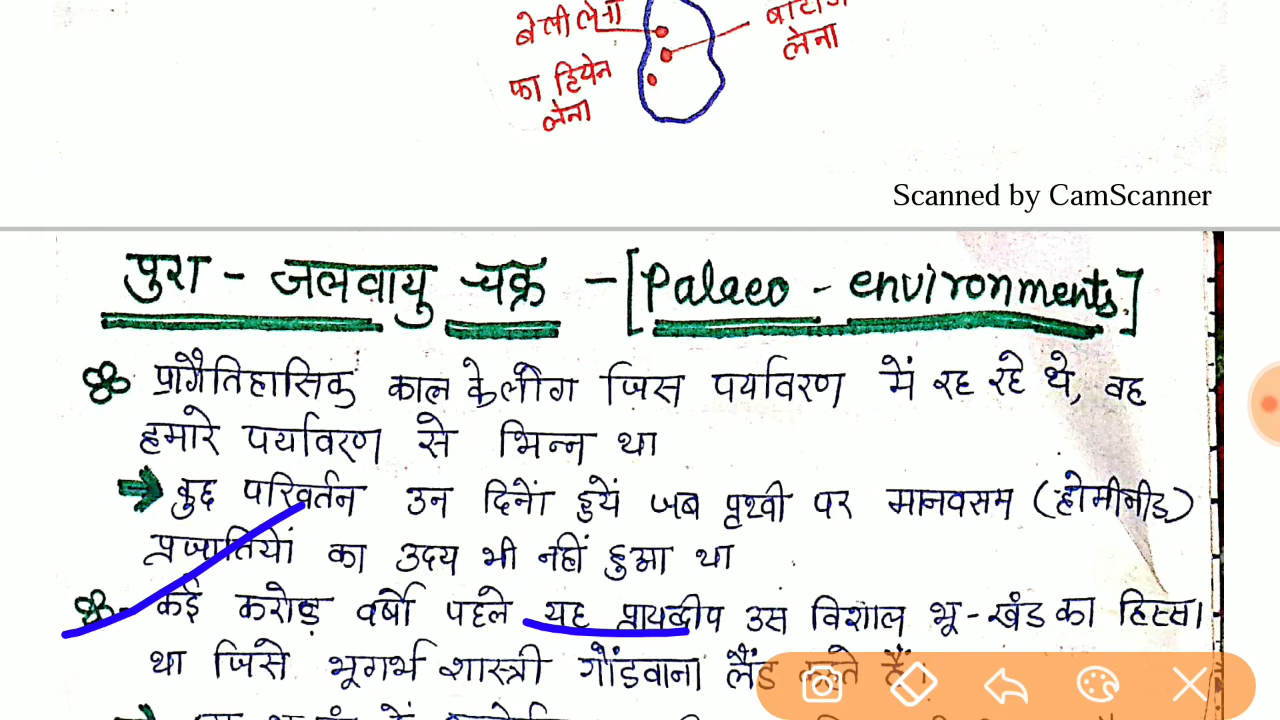 बेलीलेना
लेना
फा हियेन
लेना
Scanned by CamScanner
पुरा - जलवायु चक्र - [Palaeo - environments.]
प्रागैतिहासिक काल के लोग जिस पर्यावरण में रह रहे थे, वह
हमारे पर्यावरण से भिन्न था
→ कुछ परिवर्तन उन दिनों हुयें जब पृथ्वी पर मानवसम (होमीनीड)
प्रजातियों का उदय भी नहीं हुआ था
कई करोड़ वर्षों पहले यह प्रायद्वीप उस विशाल भू-खंड का हिस्सा
था जिसे भूगर्भ शास्त्री गोंडवाना लैंड कहते हैं।